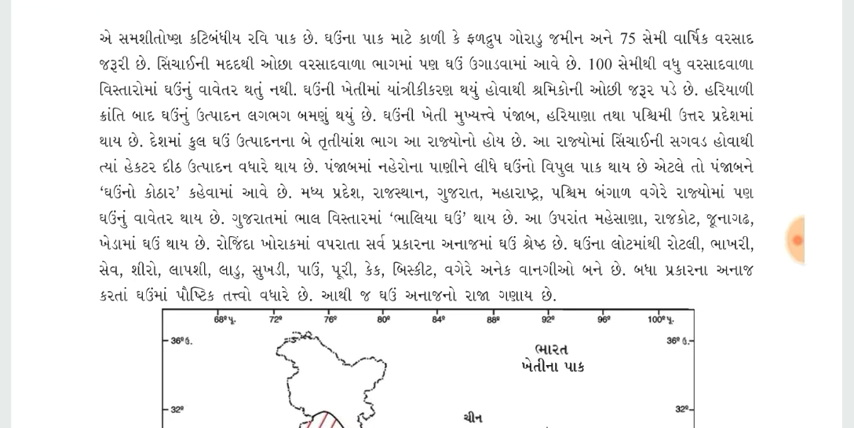 એ સમશીતોષ્ણ કટિબંધીય રવિ પાક છે. ઘઉંના પાક માટે કાળી કે ફળદ્રુપ ગોરાડુ જમીન અને 75 સેમી વાર્ષિક વરસાદ
જરૂરી છે. સિંચાઈની મદદથી ઓછા વરસાદવાળા ભાગમાં પણ ઘઉં ઉગાડવામાં આવે છે. 100 સેમીથી વધુ વરસાદવાળા
વિસ્તારોમાં ઘઉંનું વાવેતર થતું નથી. ઘઉંની ખેતીમાં યાંત્રીકીકરણ થયું હોવાથી શ્રમિકોની ઓછી જરૂર પડે છે. હરિયાળી
ક્રાંતિ બાદ ઘઉંનું ઉત્પાદન લગભગ બમણું થયું છે. ઘઉંની ખેતી મુખ્યત્વે પંજાબ, હરિયાણા તથા પશ્ચિમી ઉત્તર પ્રદેશમાં
થાય છે. દેશમાં કુલ ઘઉં ઉત્પાદનના બે તૃતીયાંશ ભાગ આ રાજ્યોનો હોય છે. આ રાજ્યોમાં સિંચાઈની સગવડ હોવાથી
ત્યાં હેકટર દીઠ ઉત્પાદન વધારે થાય છે. પંજાબમાં નહેરોના પાણીને લીધે ઘઉંનો વિપુલ પાક થાય છે એટલે તો પંજાબને
‘ઘઉંનો કોઠાર’ કહેવામાં આવે છે. મધ્ય પ્રદેશ, રાજસ્થાન, ગુજરાત, મહારાષ્ટ્ર, પશ્ચિમ બંગાળ વગેરે રાજ્યોમાં પણ
ઘઉંનું વાવેતર થાય છે. ગુજરાતમાં ભાલ વિસ્તારમાં ‘ભાલિયા ઘઉં’ થાય છે. આ ઉપરાંત મહેસાણા, રાજકોટ, જૂનાગઢ,
ખેડામાં ઘઉં થાય છે. રોજિંદા ખોરાકમાં વપરાતા સર્વ પ્રકારના અનાજમાં ઘઉં શ્રેષ્ઠ છે. ઘઉંના લોટમાંથી રોટલી, ભાખરી,
સેવ, શીરો, લાપશી, લાડુ, સુખડી, પાઉં, પૂરી, કેક, બિસ્કીટ, વગેરે અનેક વાનગીઓ બને છે. બધા પ્રકારના અનાજ
કરતાં ઘઉંમાં પૌષ્ટિક તત્ત્વો વધારે છે. આથી જ ઘઉં અનાજનો રાજા ગણાય છે.
68° પૂ. 72° 76° 80° 84° 88° 92° 96° 100° પૂ.
36° ઉ. 36° ઉ.
ભારત
ખેતીના પાક
32° 32°
ચીન